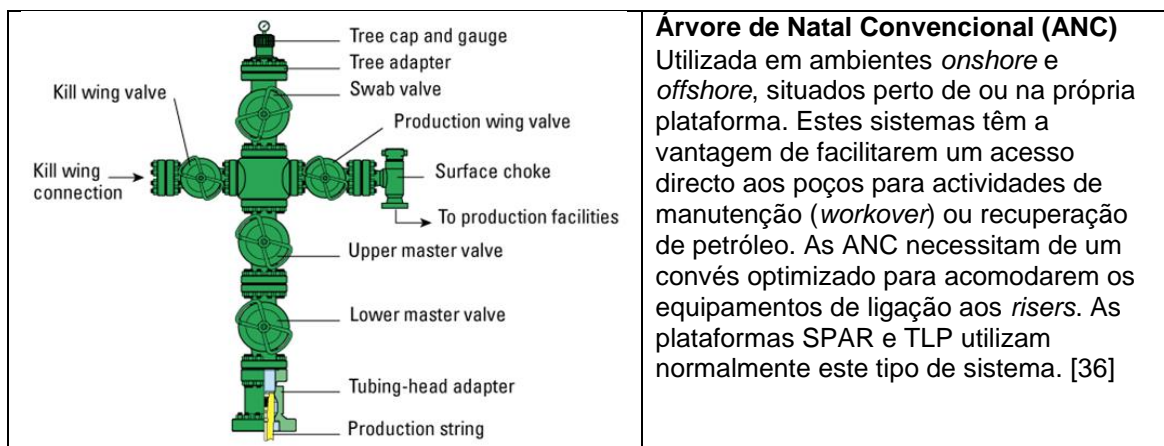 Tree cap and gauge
Tree adapter
Swab valve
Kill wing valve
Production wing valve
Kill wing
connection
Surface choke
To production facilities
Upper master valve
Lower master valve
Tubing-head adapter
Production string
Árvore de Natal Convencional (ANC)
Utilizada em ambientes onshore e
offshore, situados perto de ou na própria
plataforma. Estes sistemas têm a
vantagem de facilitarem um acesso
directo aos poços para actividades de
manutenção (workover) ou recuperação
de petróleo. As ANC necessitam de um
convés optimizado para acomodarem os
equipamentos de ligação aos risers. As
plataformas SPAR e TLP utilizam
normalmente este tipo de sistema. [36]